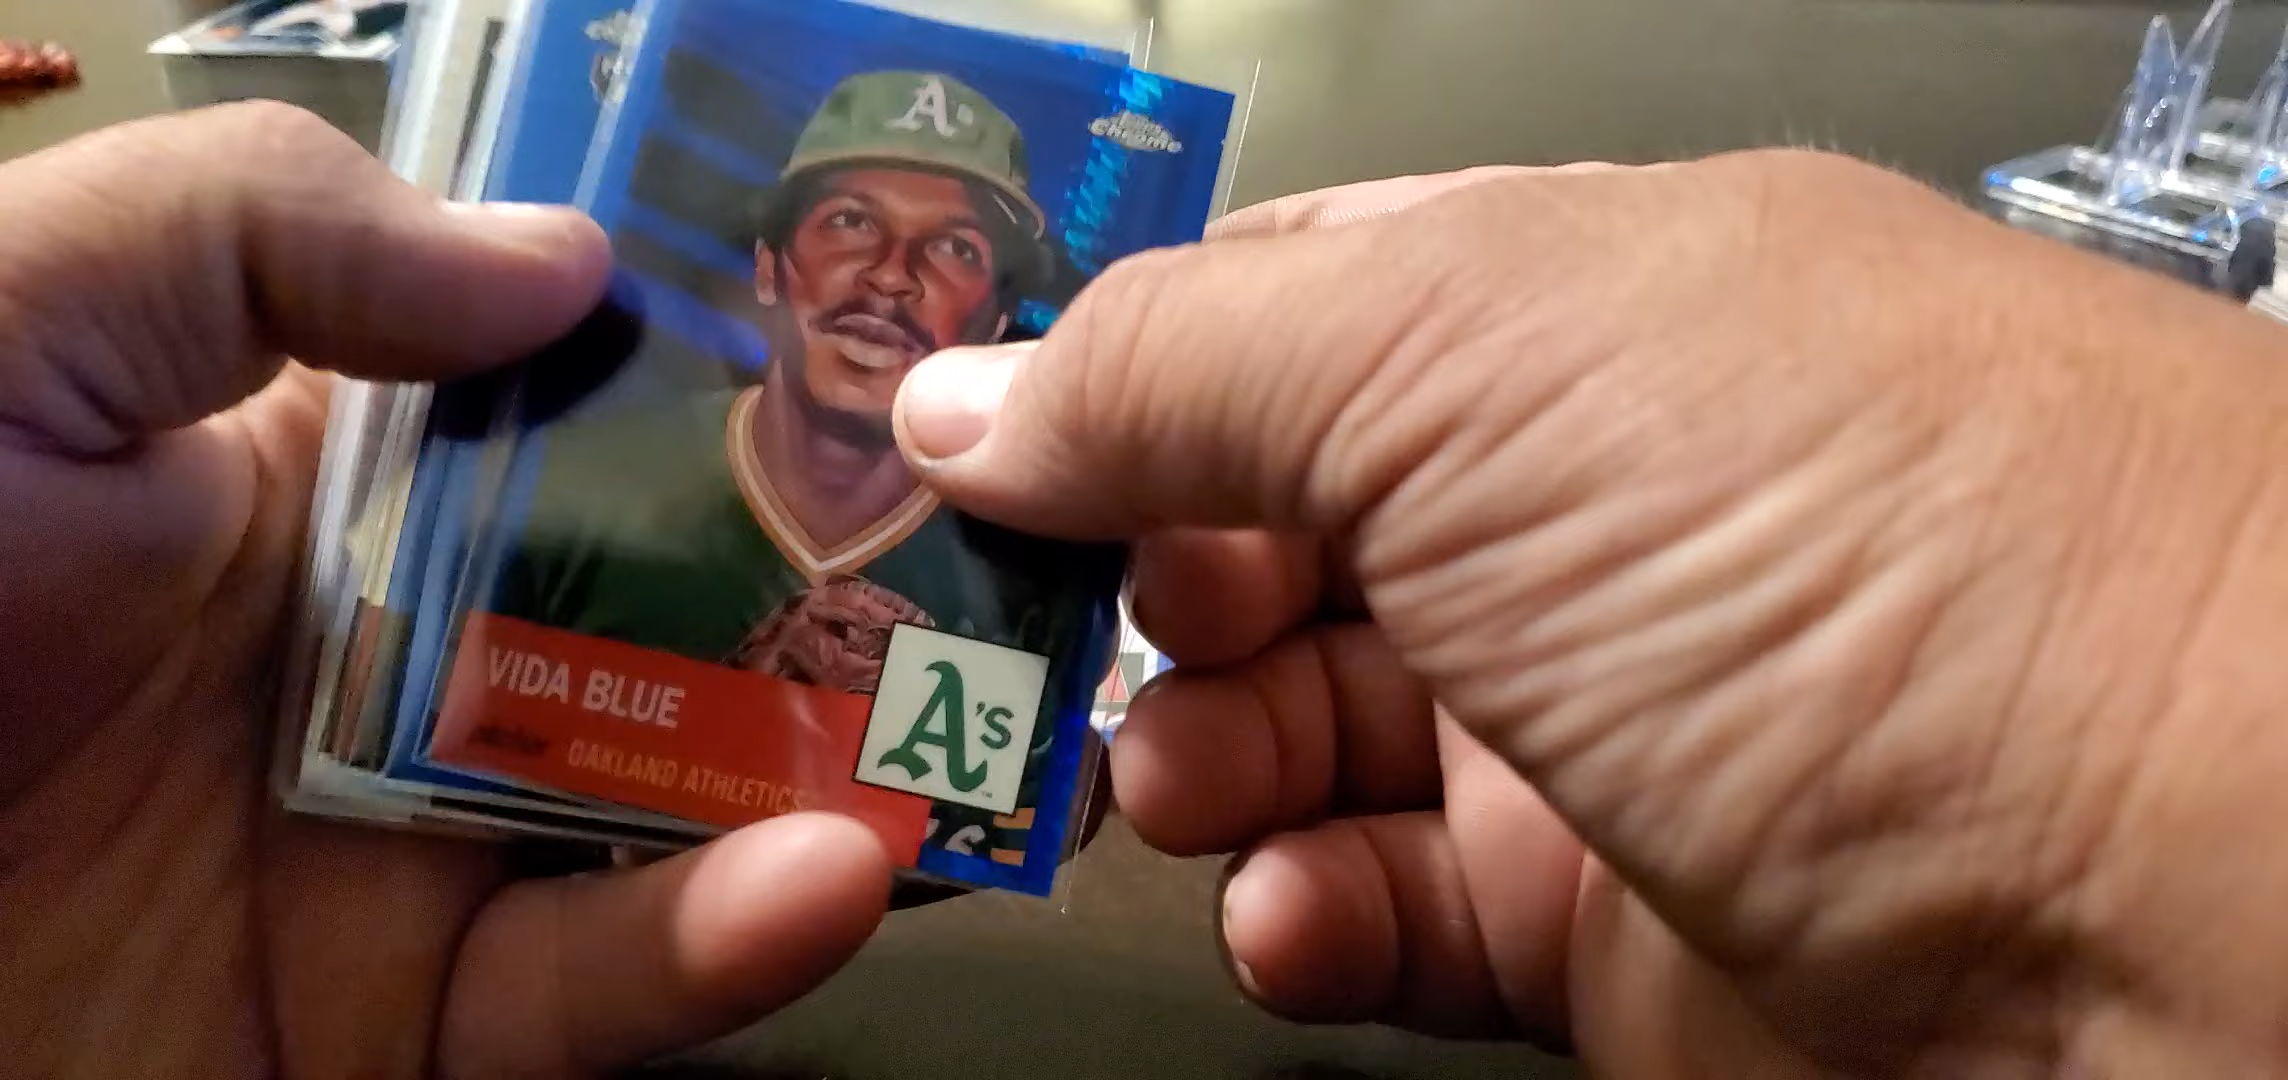 A's
Topps
Chrome
VIDA BLUE
OAKLAND ATHLETICS
A'S